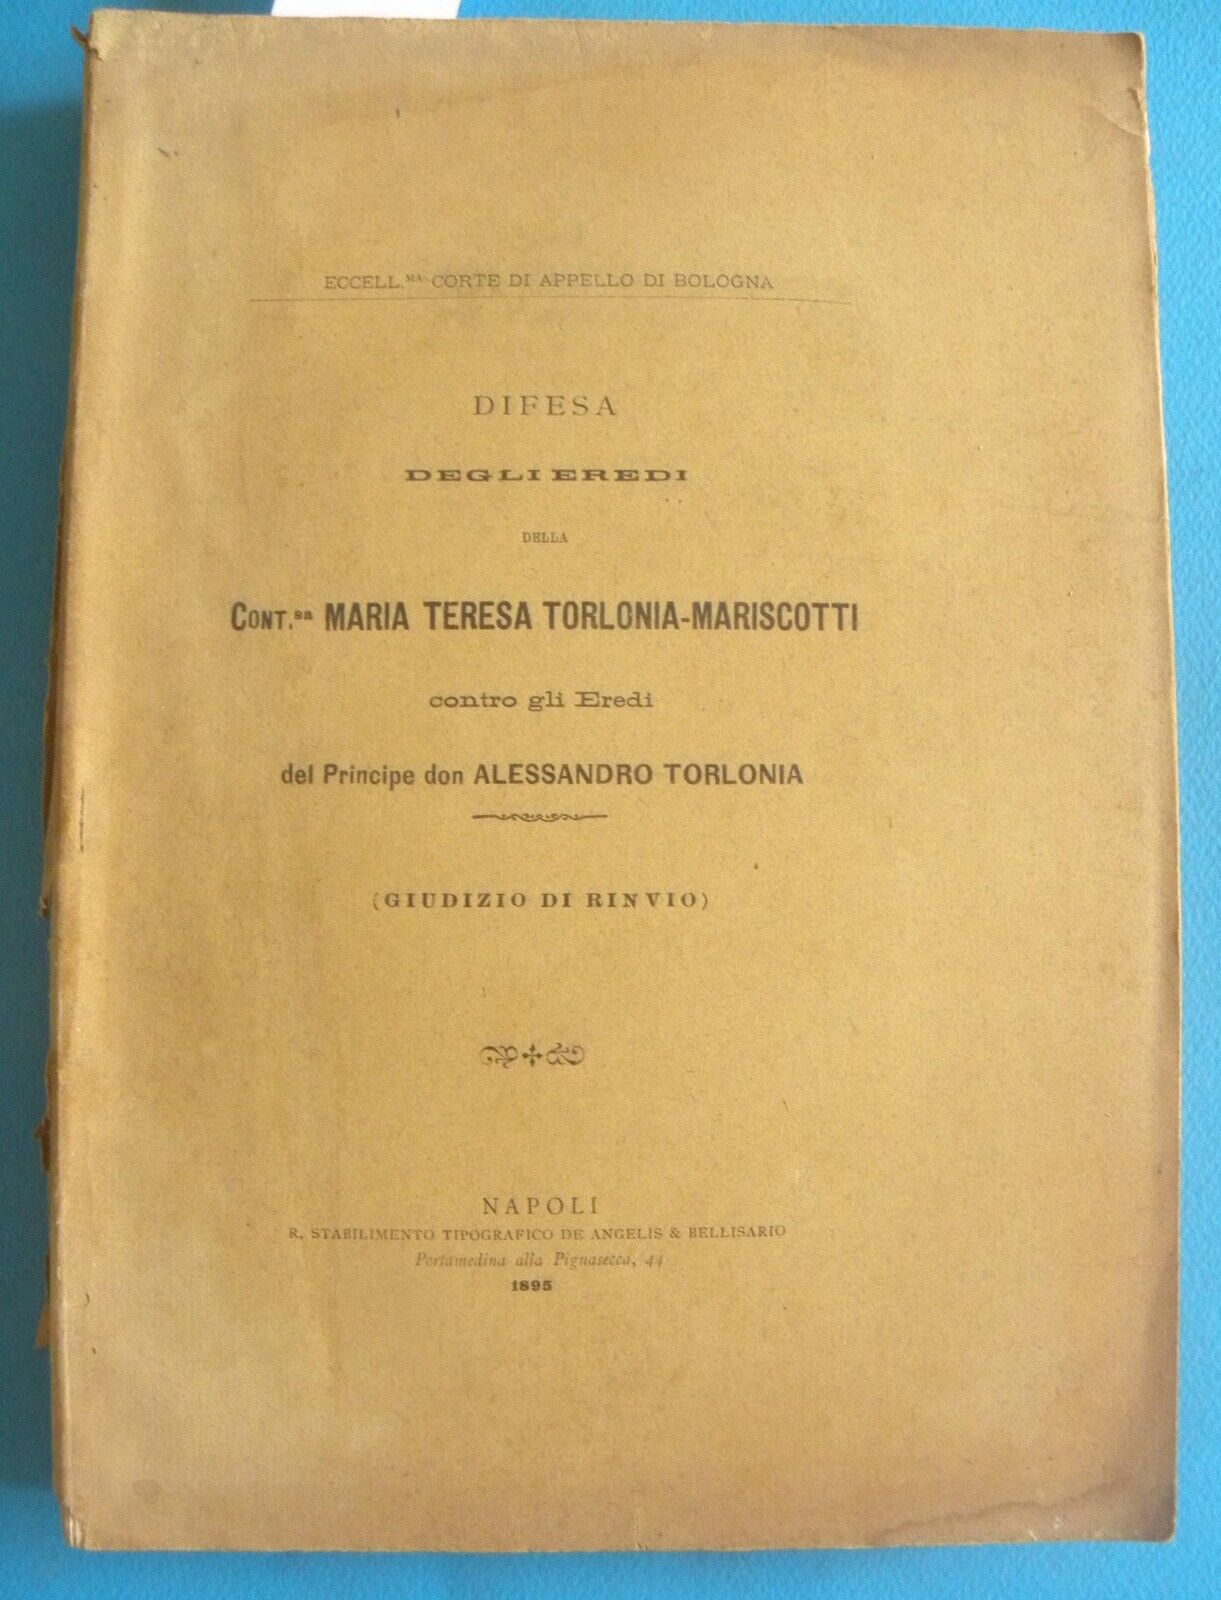 ECCELL.MA CORTE DI APPELLO DI BOLOGNA
DIFESA
DEGLI EREDI
DELLA
CONT.sa MARIA TERESA TORLONIA-MARISCOTTI
contro gli Eredi
del Principe don ALESSANDRO TORLONIA
(GIUDIZIO DI RINVIO)
NAPOLI
R. STABILIMENTO TIPOGRAFICO DE ANGELIS & BELLISARIO
Portamedina alla Pignasecca, 44
1895